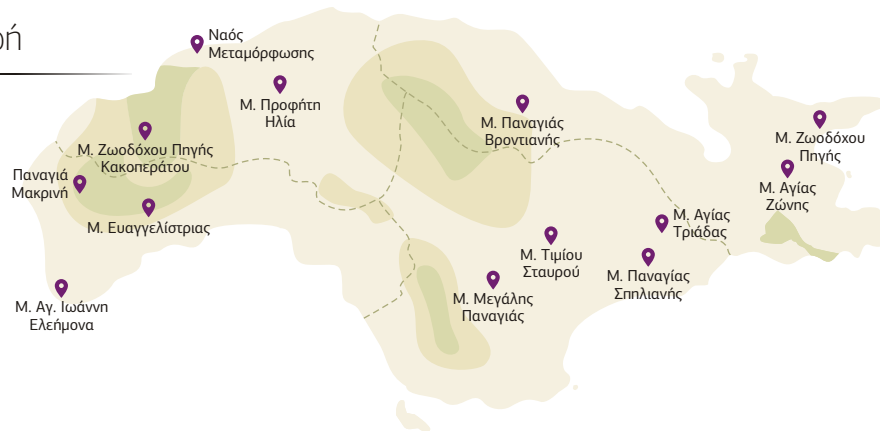 Ναός
Μεταμόρφωσης
Μ. Προφήτη
Ηλία
Μ. Παναγιάς
Βροντιανής
Μ. Ζωοδόχου
Πηγής
Μ. Ζωοδόχου Πηγής
Κακοπεράτου
Παναγιά
Μακρινή
Μ. Αγίας
Ζώνης
Μ. Ευαγγελίστριας
Μ. Αγίας
Τριάδας
Μ. Τιμίου
Σταυρού
Μ. Παναγίας
Σπηλιανής
Μ. Μεγάλης
Παναγιάς
Μ. Αγ. Ιωάννη
Ελεήμονα